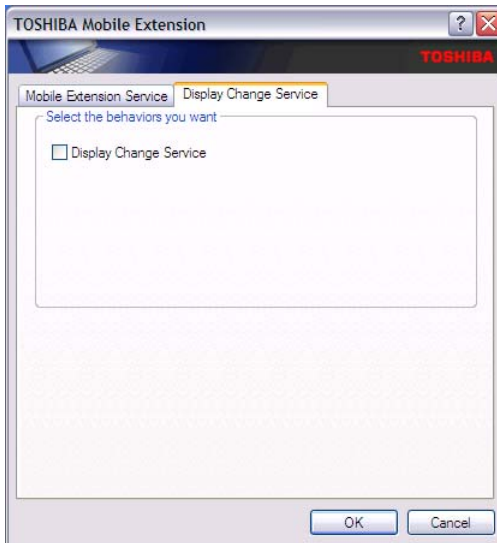 TOSHIBA Mobile Extension
TOSHIBA
Mobile Extension Service
Display Change Service
Select the behaviors you want
Display Change Service
OK
Cancel